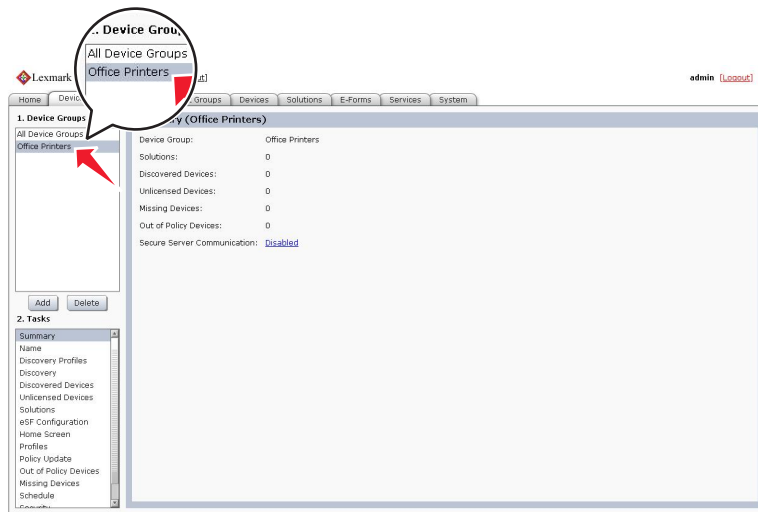 . Device Grou
All Device Groups
Office Printers
Lexmark
admin [Logout]
Home Devic Groups Devices Solutions E-Forms Services System
1. Device Groups
All Device Groups
Office Printers
Add Delete
2. Tasks
Summary
Name
Discovery Profiles
Discovery
Discovered Devices
Unlicensed Devices
Solutions
eSF Configuration
Home Screen
Profiles
Policy Update
Out of Policy Devices
Missing Devices
Schedule
Security
y (Office Printers)
Device Group: Office Printers
Solutions: 0
Discovered Devices: 0
Unlicensed Devices: 0
Missing Devices: 0
Out of Policy Devices: 0
Secure Server Communication: Disabled